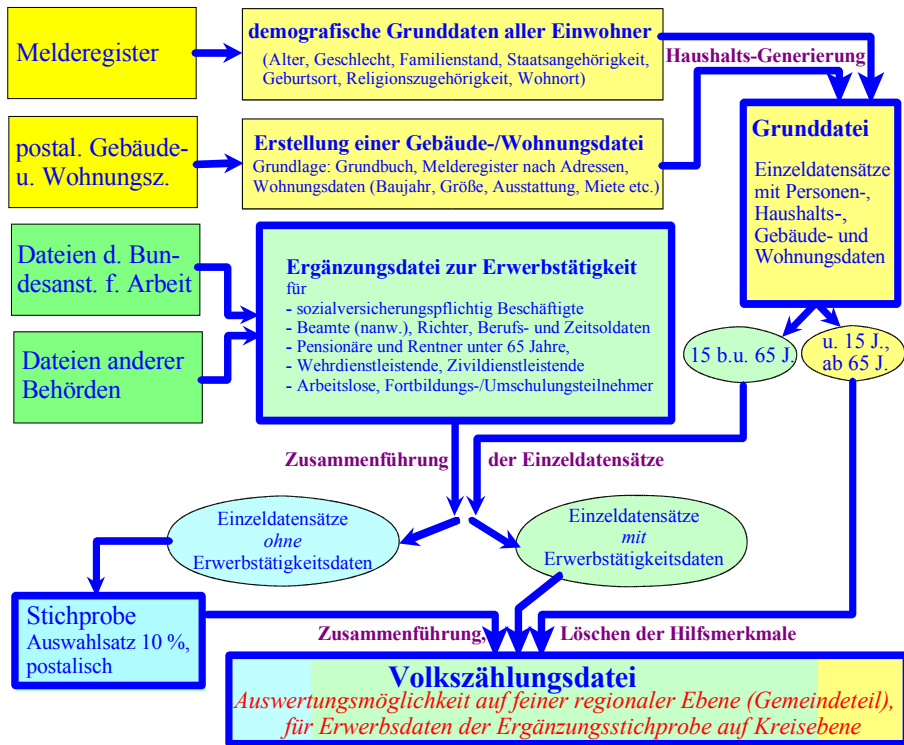 Melderegister
demografische Grunddaten aller Einwohner
(Alter, Geschlecht, Familienstand, Staatsangehörigkeit,
Geburtsort, Religionszugehörigkeit, Wohnort)
Haushalts-Generierung
postal. Gebäude-
u. Wohnungsz.
Erstellung einer Gebäude-/Wohnungsdatei
Grundlage: Grundbuch, Melderegister nach Adressen,
Wohnungsdaten (Baujahr, Größe, Ausstattung, Miete etc.)
Grunddatei
Einzeldatensätze
mit Personen-,
Haushalts-,
Gebäude- und
Wohnungsdaten
Dateien d. Bun-
desanst. f. Arbeit
Dateien anderer
Behörden
Ergänzungsdatei zur Erwerbstätigkeit
für
- sozialversicherungspflichtig Beschäftigte
- Beamte (nanw.), Richter, Berufs- und Zeitsoldaten
- Pensionäre und Rentner unter 65 Jahre,
- Wehrdienstleistende, Zivildienstleistende
- Arbeitslose, Fortbildungs-/Umschulungsteilnehmer
15 b.u. 65 J.
u. 15 J.,
ab 65 J.
Zusammenführung der Einzeldatensätze
Einzeldatensätze
ohne
Erwerbstätigkeitsdaten
Einzeldatensätze
mit
Erwerbstätigkeitsdaten
Stichprobe
Auswahlsatz 10 %,
postalisch
Zusammenführung, Löschen der Hilfsmerkmale
Volkszählungsdatei
Auswertungsmöglichkeit auf feiner regionaler Ebene (Gemeindeteil),
für Erwerbsdaten der Ergänzungsstichprobe auf Kreisebene